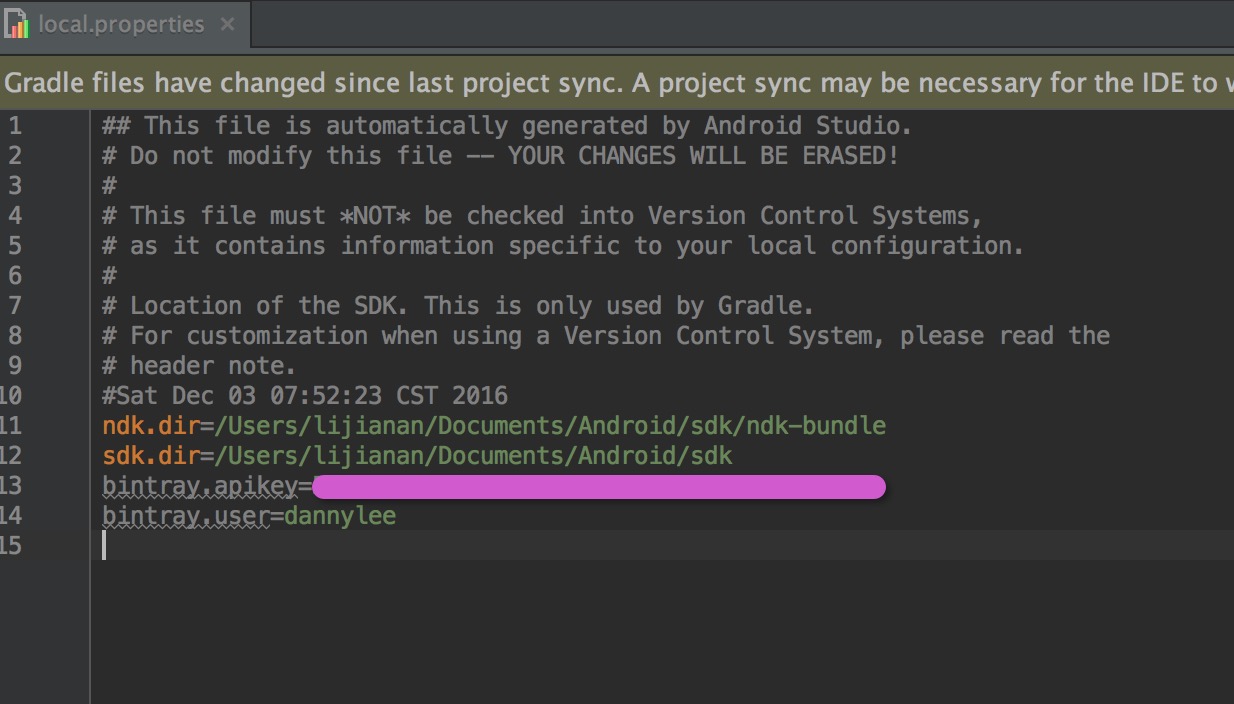 local.properties
Gradle files have changed since last project sync. A project sync may be necessary for the IDE to
1 ## This file is automatically generated by Android Studio.
2 # Do not modify this file -- YOUR CHANGES WILL BE ERASED!
3 #
4 # This file must *NOT* be checked into Version Control Systems,
5 # as it contains information specific to your local configuration.
6 #
7 # Location of the SDK. This is only used by Gradle.
8 # For customization when using a Version Control System, please read the
9 # header note.
10 #Sat Dec 03 07:52:23 CST 2016
11 ndk.dir=/Users/lijianan/Documents/Android/sdk/ndk-bundle
12 sdk.dir=/Users/lijianan/Documents/Android/sdk
13 bintray.apikey=
14 bintray.user=dannylee
15